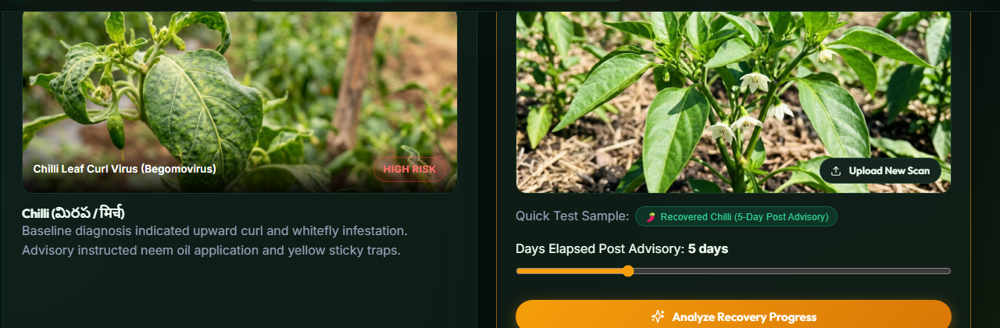 Chilli Leaf Curl Virus (Begomovirus)
HIGH RISK
Chilli (మిరప / मिर्च)
Baseline diagnosis indicated upward curl and whitefly infestation.
Advisory instructed neem oil application and yellow sticky traps.
Upload New Scan
Quick Test Sample:
Recovered Chilli (5-Day Post Advisory)
Days Elapsed Post Advisory: 5 days
Analyze Recovery Progress